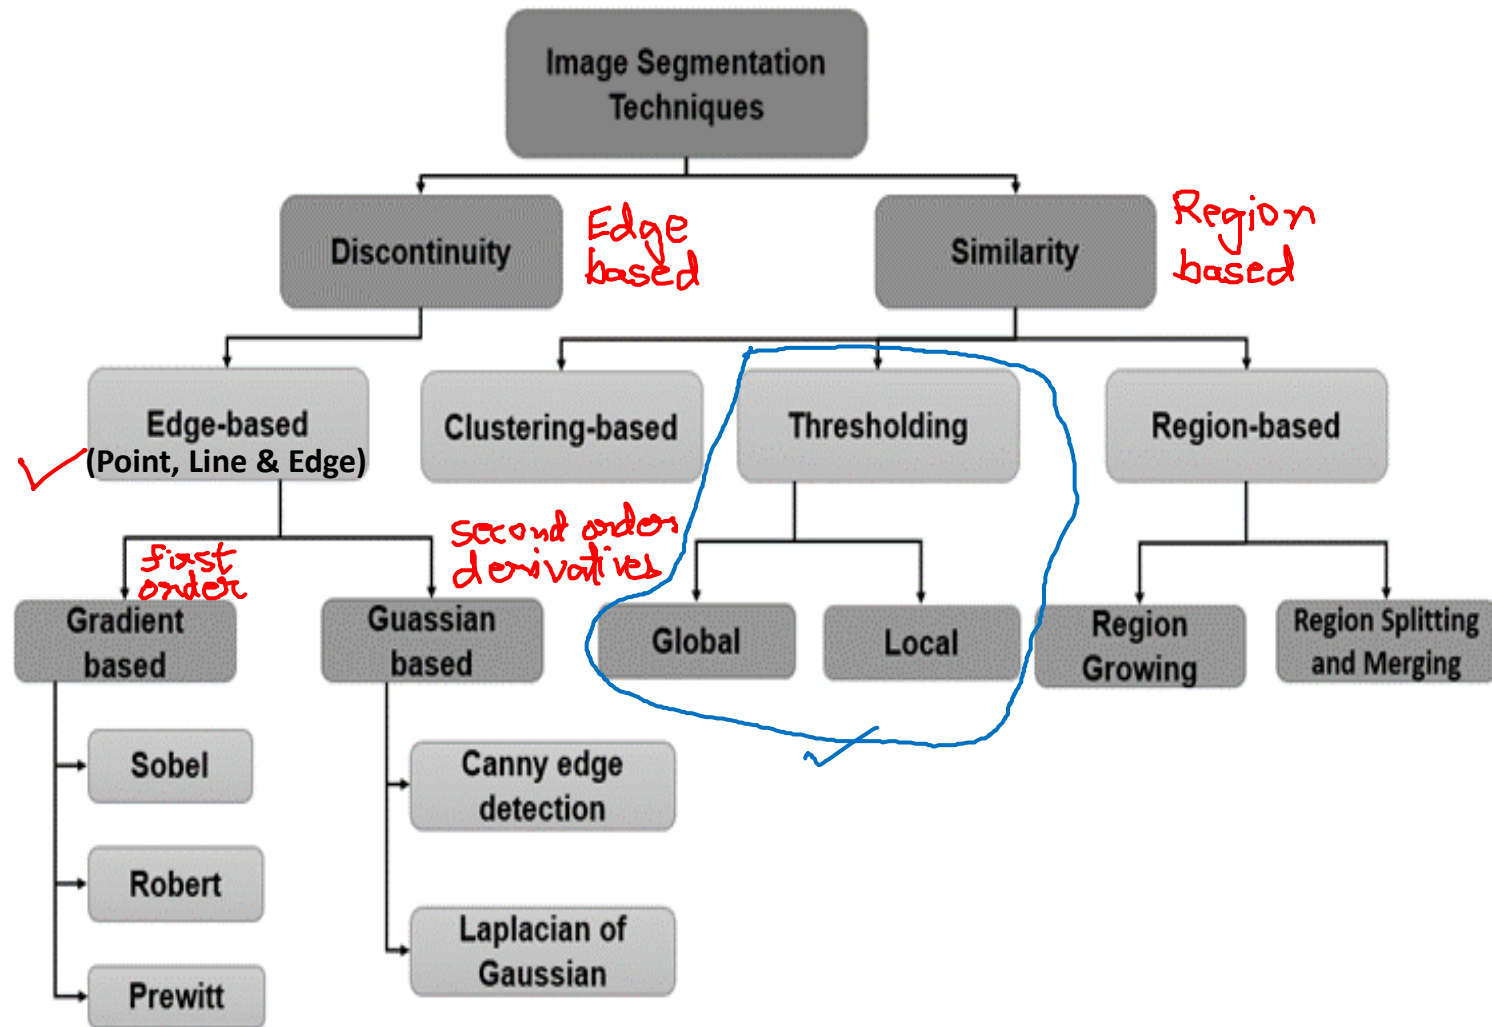 Image Segmentation
Techniques
Discontinuity
Edge
based
Similarity
Region
based
Edge-based
(Point, Line & Edge)
Clustering-based
Thresholding
Region-based
first
order
second order
derivatives
Gradient
based
Guassian
based
Global
Local
Region
Growing
Region Splitting
and Merging
Sobel
Canny edge
detection
Robert
Laplacian of
Gaussian
Prewitt